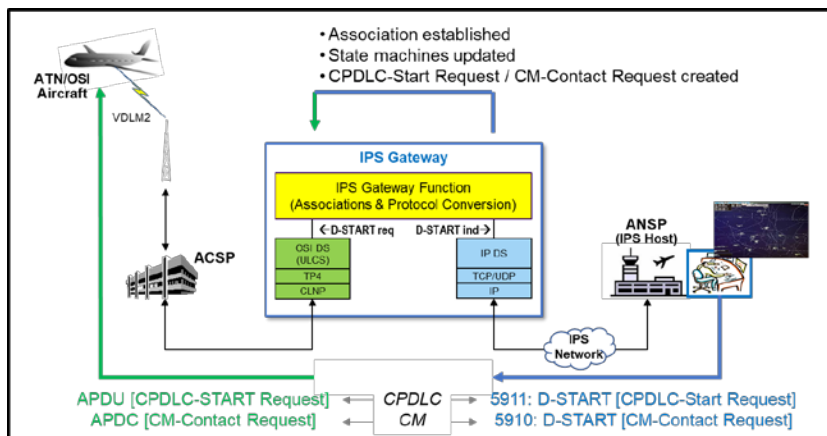 • Association established
• State machines updated
• CPDLC-Start Request / CM-Contact Request created
ATN/OSI
Aircraft
VDLM2
IPS Gateway
IPS Gateway Function
(Associations & Protocol Conversion)
←D-START req
D-START ind→
ACSP
OSI DS
(ULCS)
TP4
CLNP
IP DS
TCP/UDP
IP
ANSP
(IPS Host)
IPS
Network
APDU [CPDLC-START Request]
CPDLC
5911: D-START [CPDLC-Start Request]
APDC [CM-Contact Request]
CM
5910: D-START [CM-Contact Request]